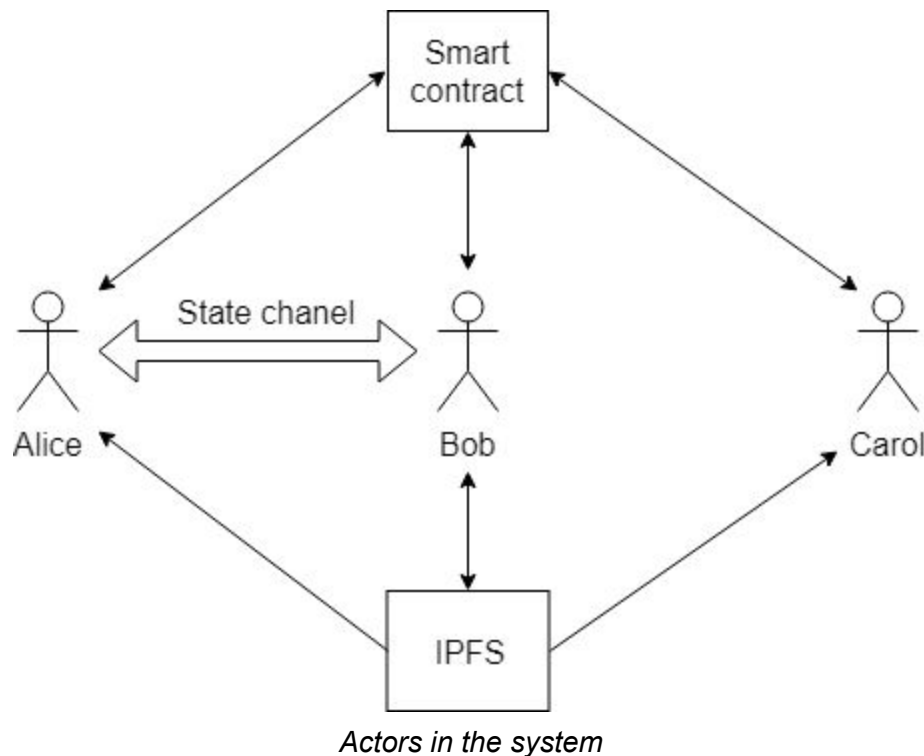 Smart
contract
State chanel
Alice
Bob
Carol
IPFS
Actors in the system